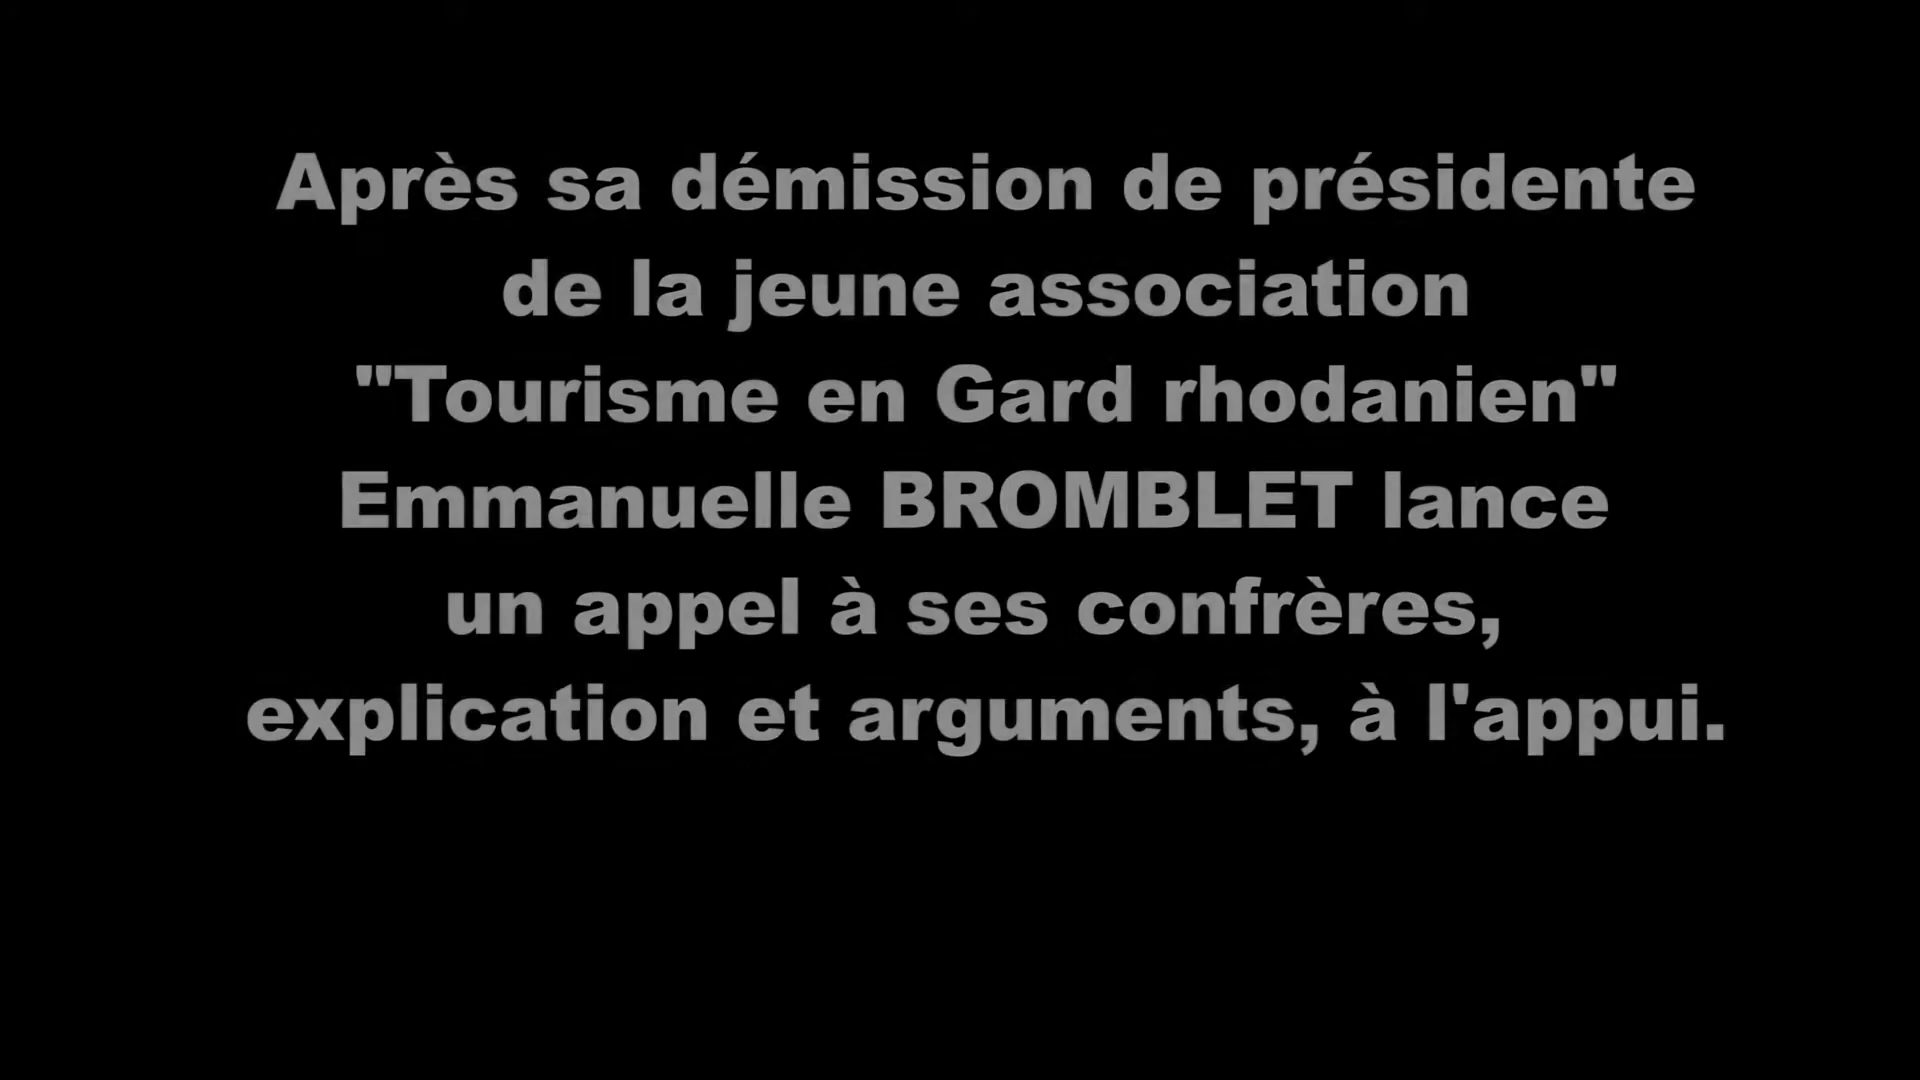 Après sa démission de présidente
de la jeune association
"Tourisme en Gard rhodanien"
Emmanuelle BROMBLET lance
un appel à ses confrères,
explication et arguments, à l'appui.